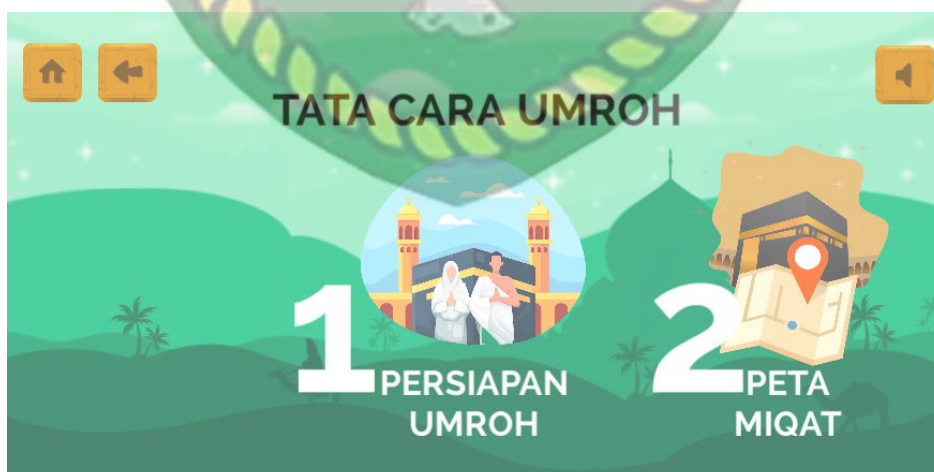 TATA CARA UMROH
1
PERSIAPAN
UMROH
2
PETA
MIQAT